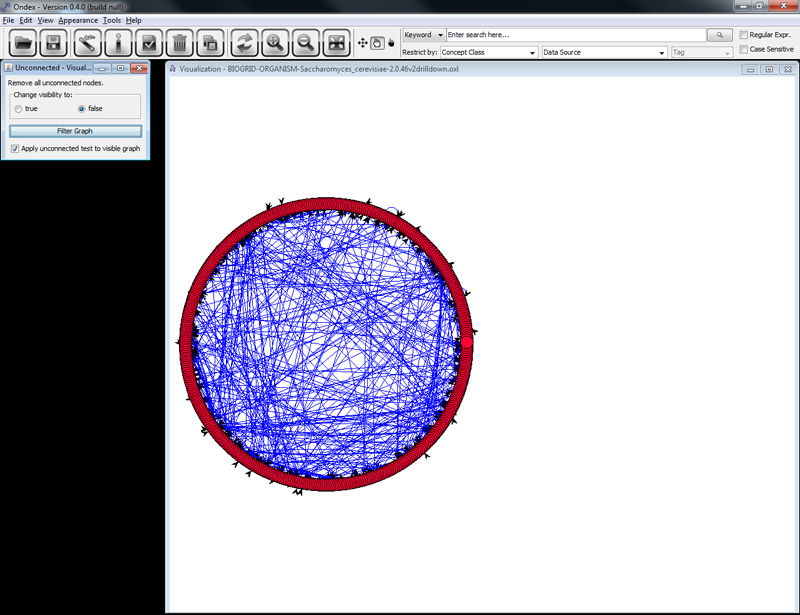 Ondex - Version 0.4.0 (build null)
File Edit View Appearance Tools Help
Keyword
Enter search here...
Regular Expr.
Restrict by:
Concept Class
Data Source
Tag
Case Sensitive
Unconnected - Visual...
Remove all unconnected nodes.
Change visibility to:
true
false
Filter Graph
Apply unconnected test to visible graph
Visualization - BIOGRID-ORGANISM-Saccharomyces_cerevisiae-2.0.46v2drilldown.oxl